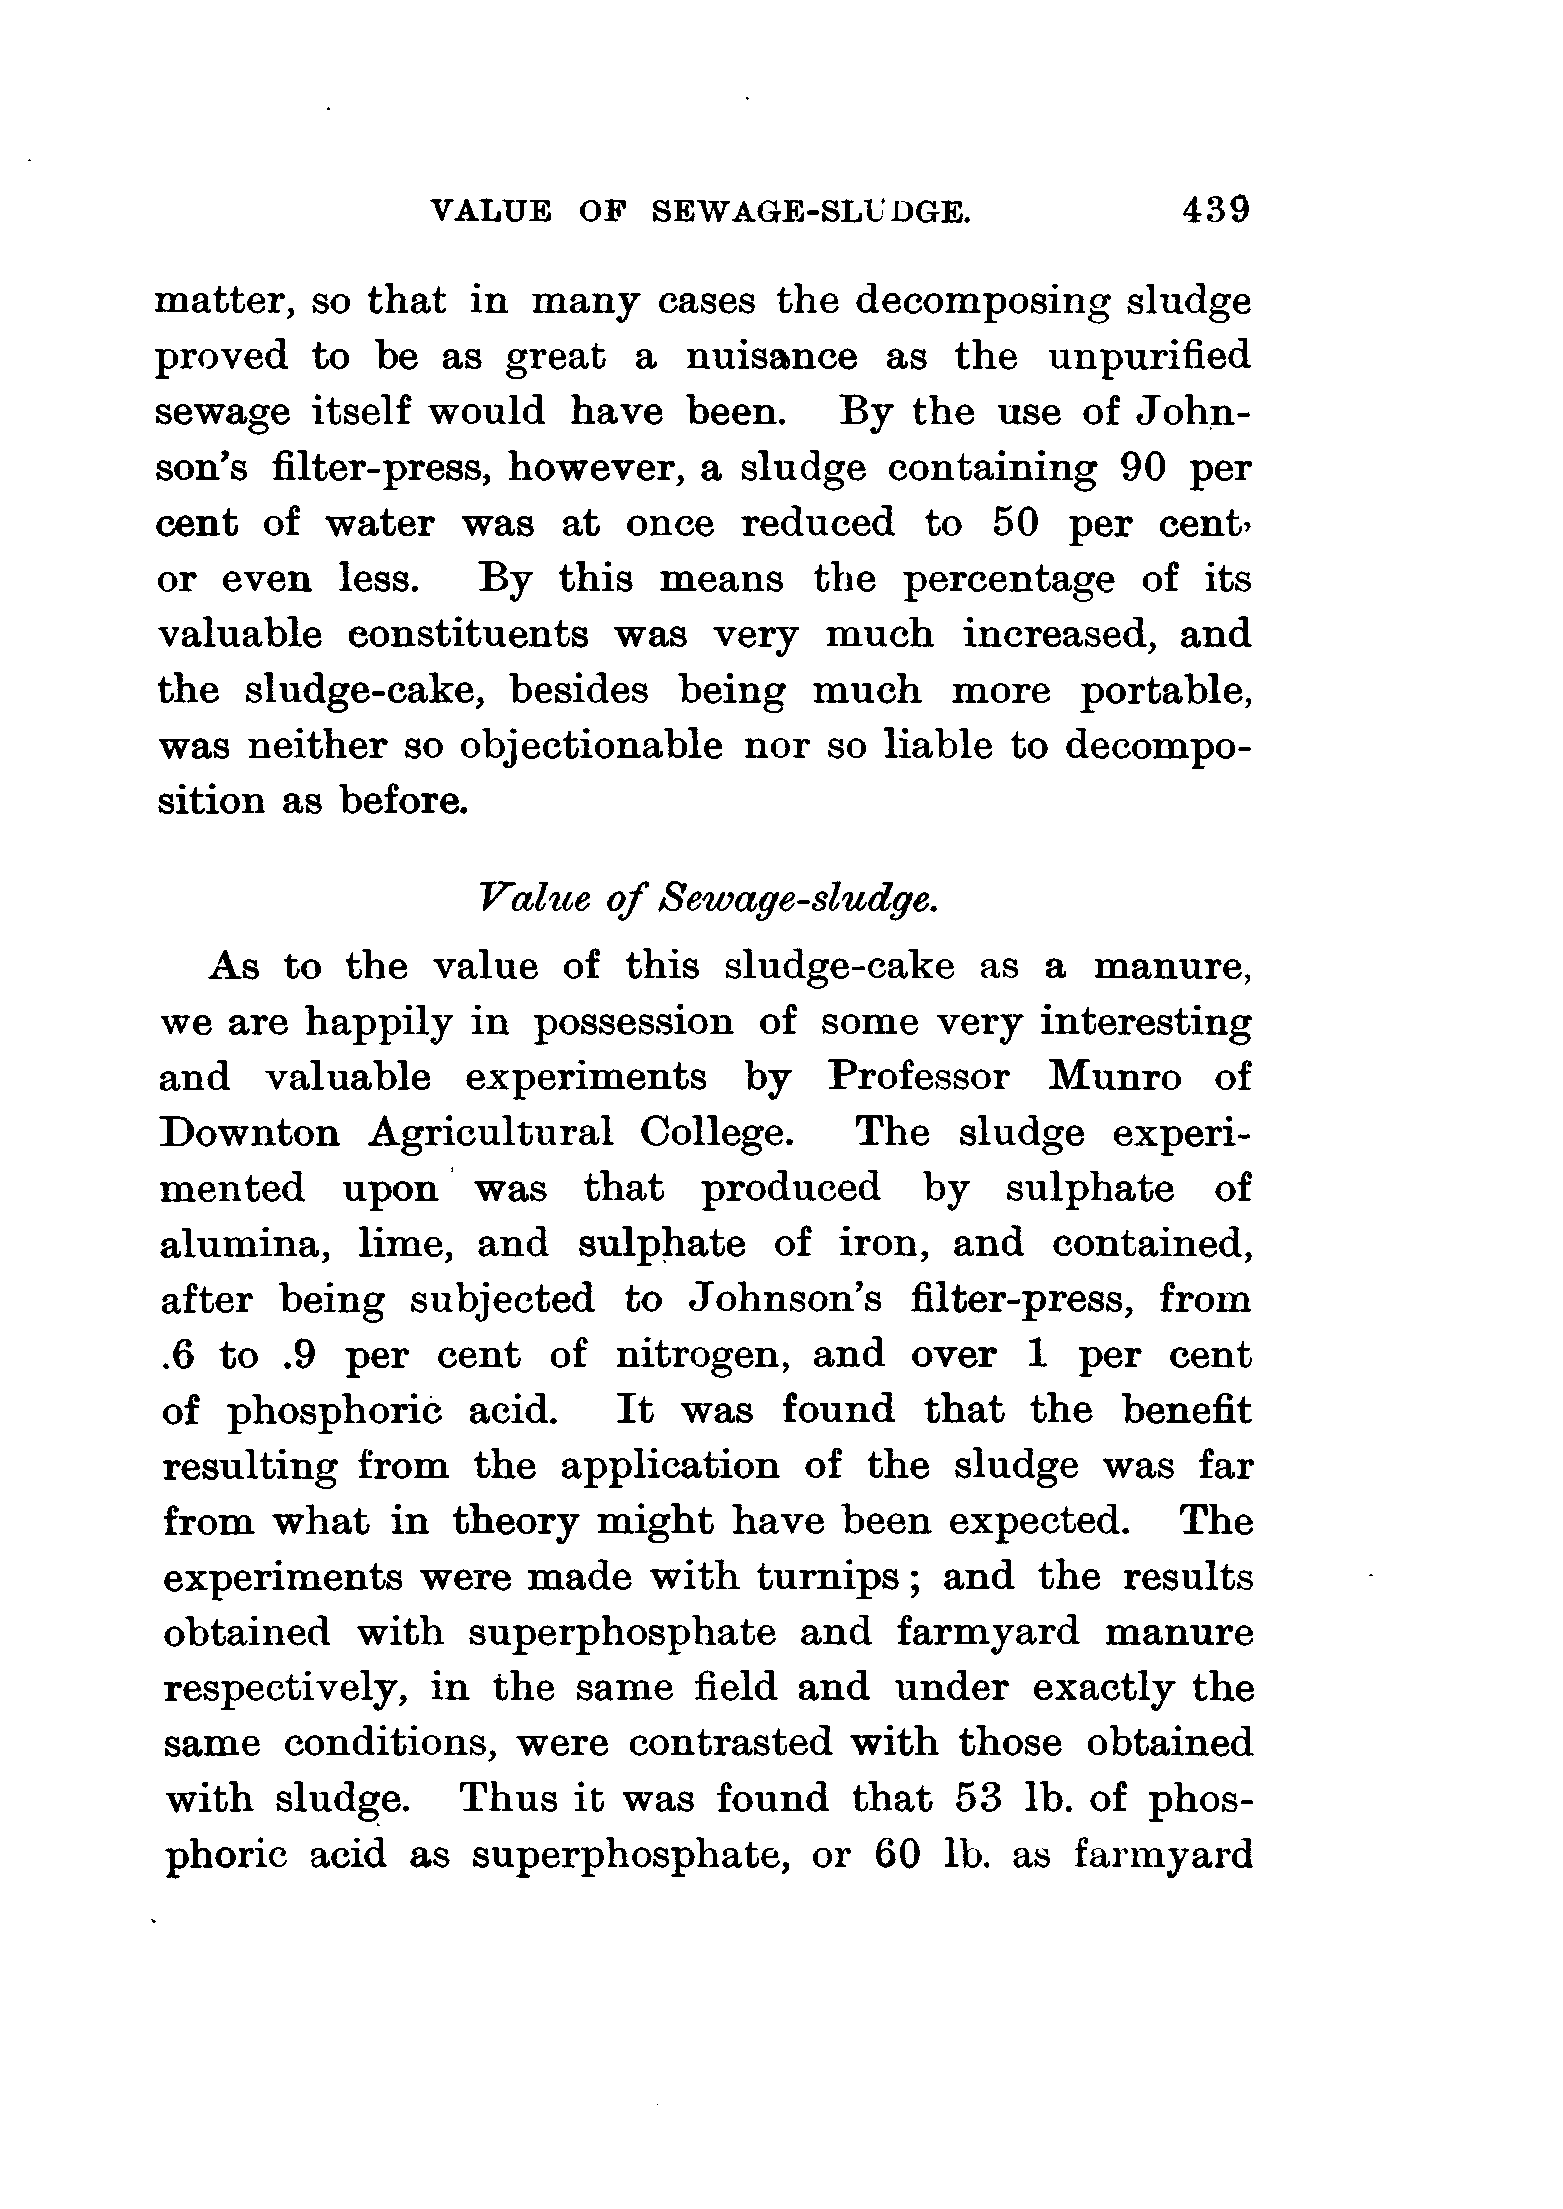 VALUE OF SEWAGE-SLUDGE. 439
matter, so that in many cases the decomposing sludge
proved to be as great a nuisance as the unpurified
sewage itself would have been. By the use of John-
son's filter-press, however, a sludge containing 90 per
cent of water was at once reduced to 50 per cent,
or even less. By this means the percentage of its
valuable constituents was very much increased, and
the sludge-cake, besides being much more portable,
was neither so objectionable nor so liable to decompo-
sition as before.
Value of Sewage-sludge.
As to the value of this sludge-cake as a manure,
we are happily in possession of some very interesting
and valuable experiments by Professor Munro of
Downton Agricultural College. The sludge experi-
mented upon was that produced by sulphate of
alumina, lime, and sulphate of iron, and contained,
after being subjected to Johnson's filter-press, from
.6 to .9 per cent of nitrogen, and over 1 per cent
of phosphoric acid. It was found that the benefit
resulting from the application of the sludge was far
from what in theory might have been expected. The
experiments were made with turnips; and the results
obtained with superphosphate and farmyard manure
respectively, in the same field and under exactly the
same conditions, were contrasted with those obtained
with sludge. Thus it was found that 53 lb. of phos-
phoric acid as superphosphate, or 60 lb. as farmyard